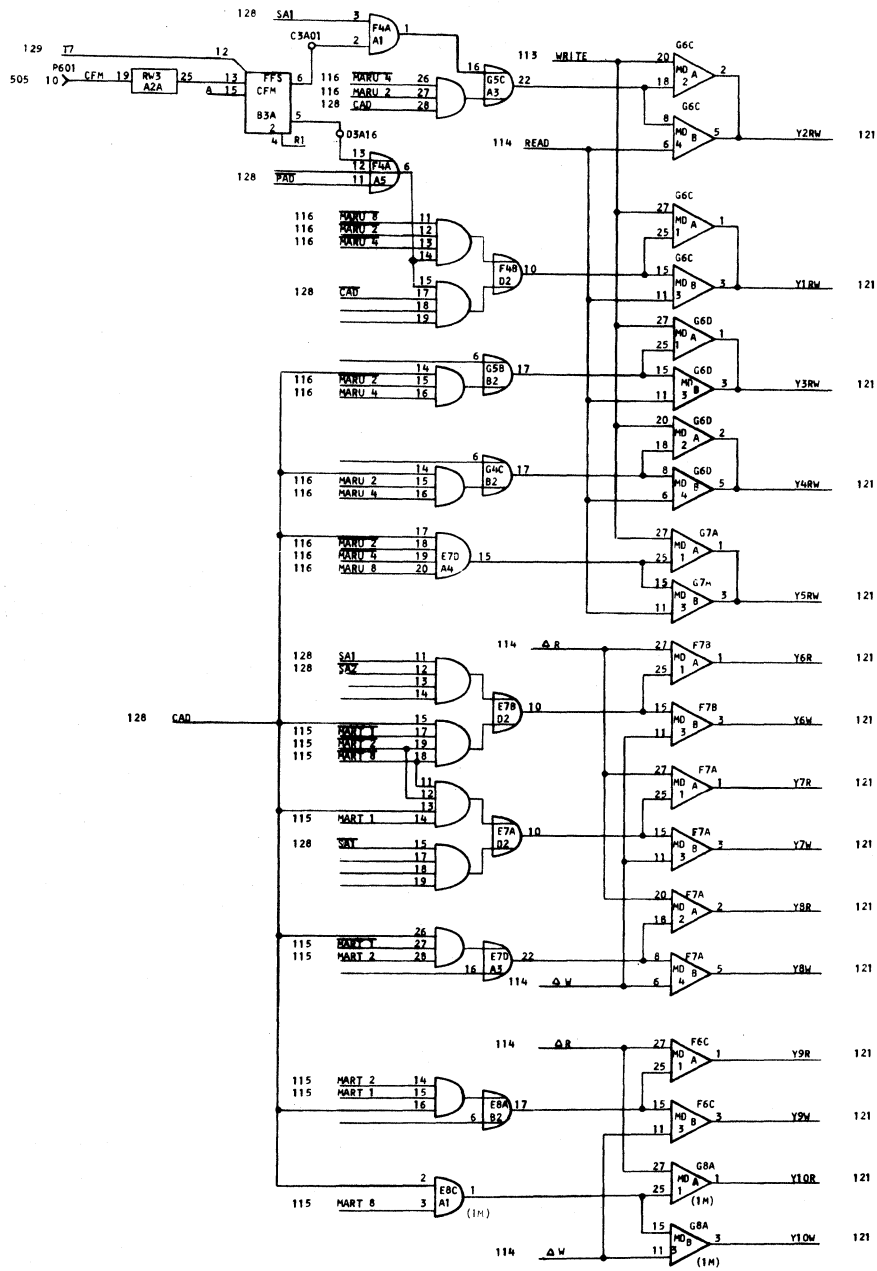 128 SA1 3 F4A 1
C3A01 2 A1
129 T7 12
113 WRITE 20 G6C
P601
505 10 CFM 19 RW3 25 13 FFS 6
A2A CFM
A 15
116 MARU 4 26 16 G5C 22
116 MARU 2 27 A3
128 CAD 28
18 MD A 2
2
B3A 5
2
4 R1
D3A16
G6C
8 MD B 5 Y2RW 121
114 READ 6 4
13 F4A 6
12
128 PAD 11 A5
G6C
27 MD A 1
25 1
116 MARU 8 11
116 MARU 2 12
116 MARU 4 13
14
F4B 10
D2
G6C
15 MD B 3 Y1RW 121
11 3
15
128 CAD 17
18
19
G6D
27 MD A 1
25 1
6 G5B 17
14 B2
116 MARU 2 15
116 MARU 4 16
G6D
15 MD B 3 Y3RW 121
11 3
G6D
20 MD A 2
18 2
6 G4C 17
14 B2
116 MARU 2 15
116 MARU 4 16
G6D
8 MD B 5 Y4RW 121
6 4
17
116 MARU 2 18
116 MARU 4 19 E7D 15
116 MARU 8 20 A4
G7A
27 MD A 1
25 1
G7A
15 MD B 3 Y5RW 121
11 3
114 Δ R 27 F7B
MD A 1 Y6R 121
25 1
128 SA1 11
128 SA2 12
13
14
E7B 10
D2
F7B
15 MD B 3 Y6W 121
11 3
128 CAD
15
115 MART 1 17
115 MART 2 19
115 MART 8 18
F7A
27 MD A 1 Y7R 121
25 1
11
12
13
115 MART 1 14
E7A 10
D2
F7A
15 MD B 3 Y7W 121
11 3
128 SA1 15
17
18
19
F7A
20 MD A 2 Y8R 121
18 2
26
115 MART 1 27
115 MART 2 28
16 E7D 22
A3
F7A
8 MD B 5 Y8W 121
114 Δ W 6 4
114 Δ R 27 F6C
MD A 1 Y9R 121
25 1
115 MART 2 14
115 MART 1 15
16
6 E8A 17
B2
F6C
15 MD B 3 Y9W 121
11 3
2
E8C 1
115 MART 8 3 A1 (1M)
G8A
27 MD A 1 Y10R 121
25 1
(1M)
G8A
15 MD B 3 Y10W 121
114 Δ W 11 3
(1M)